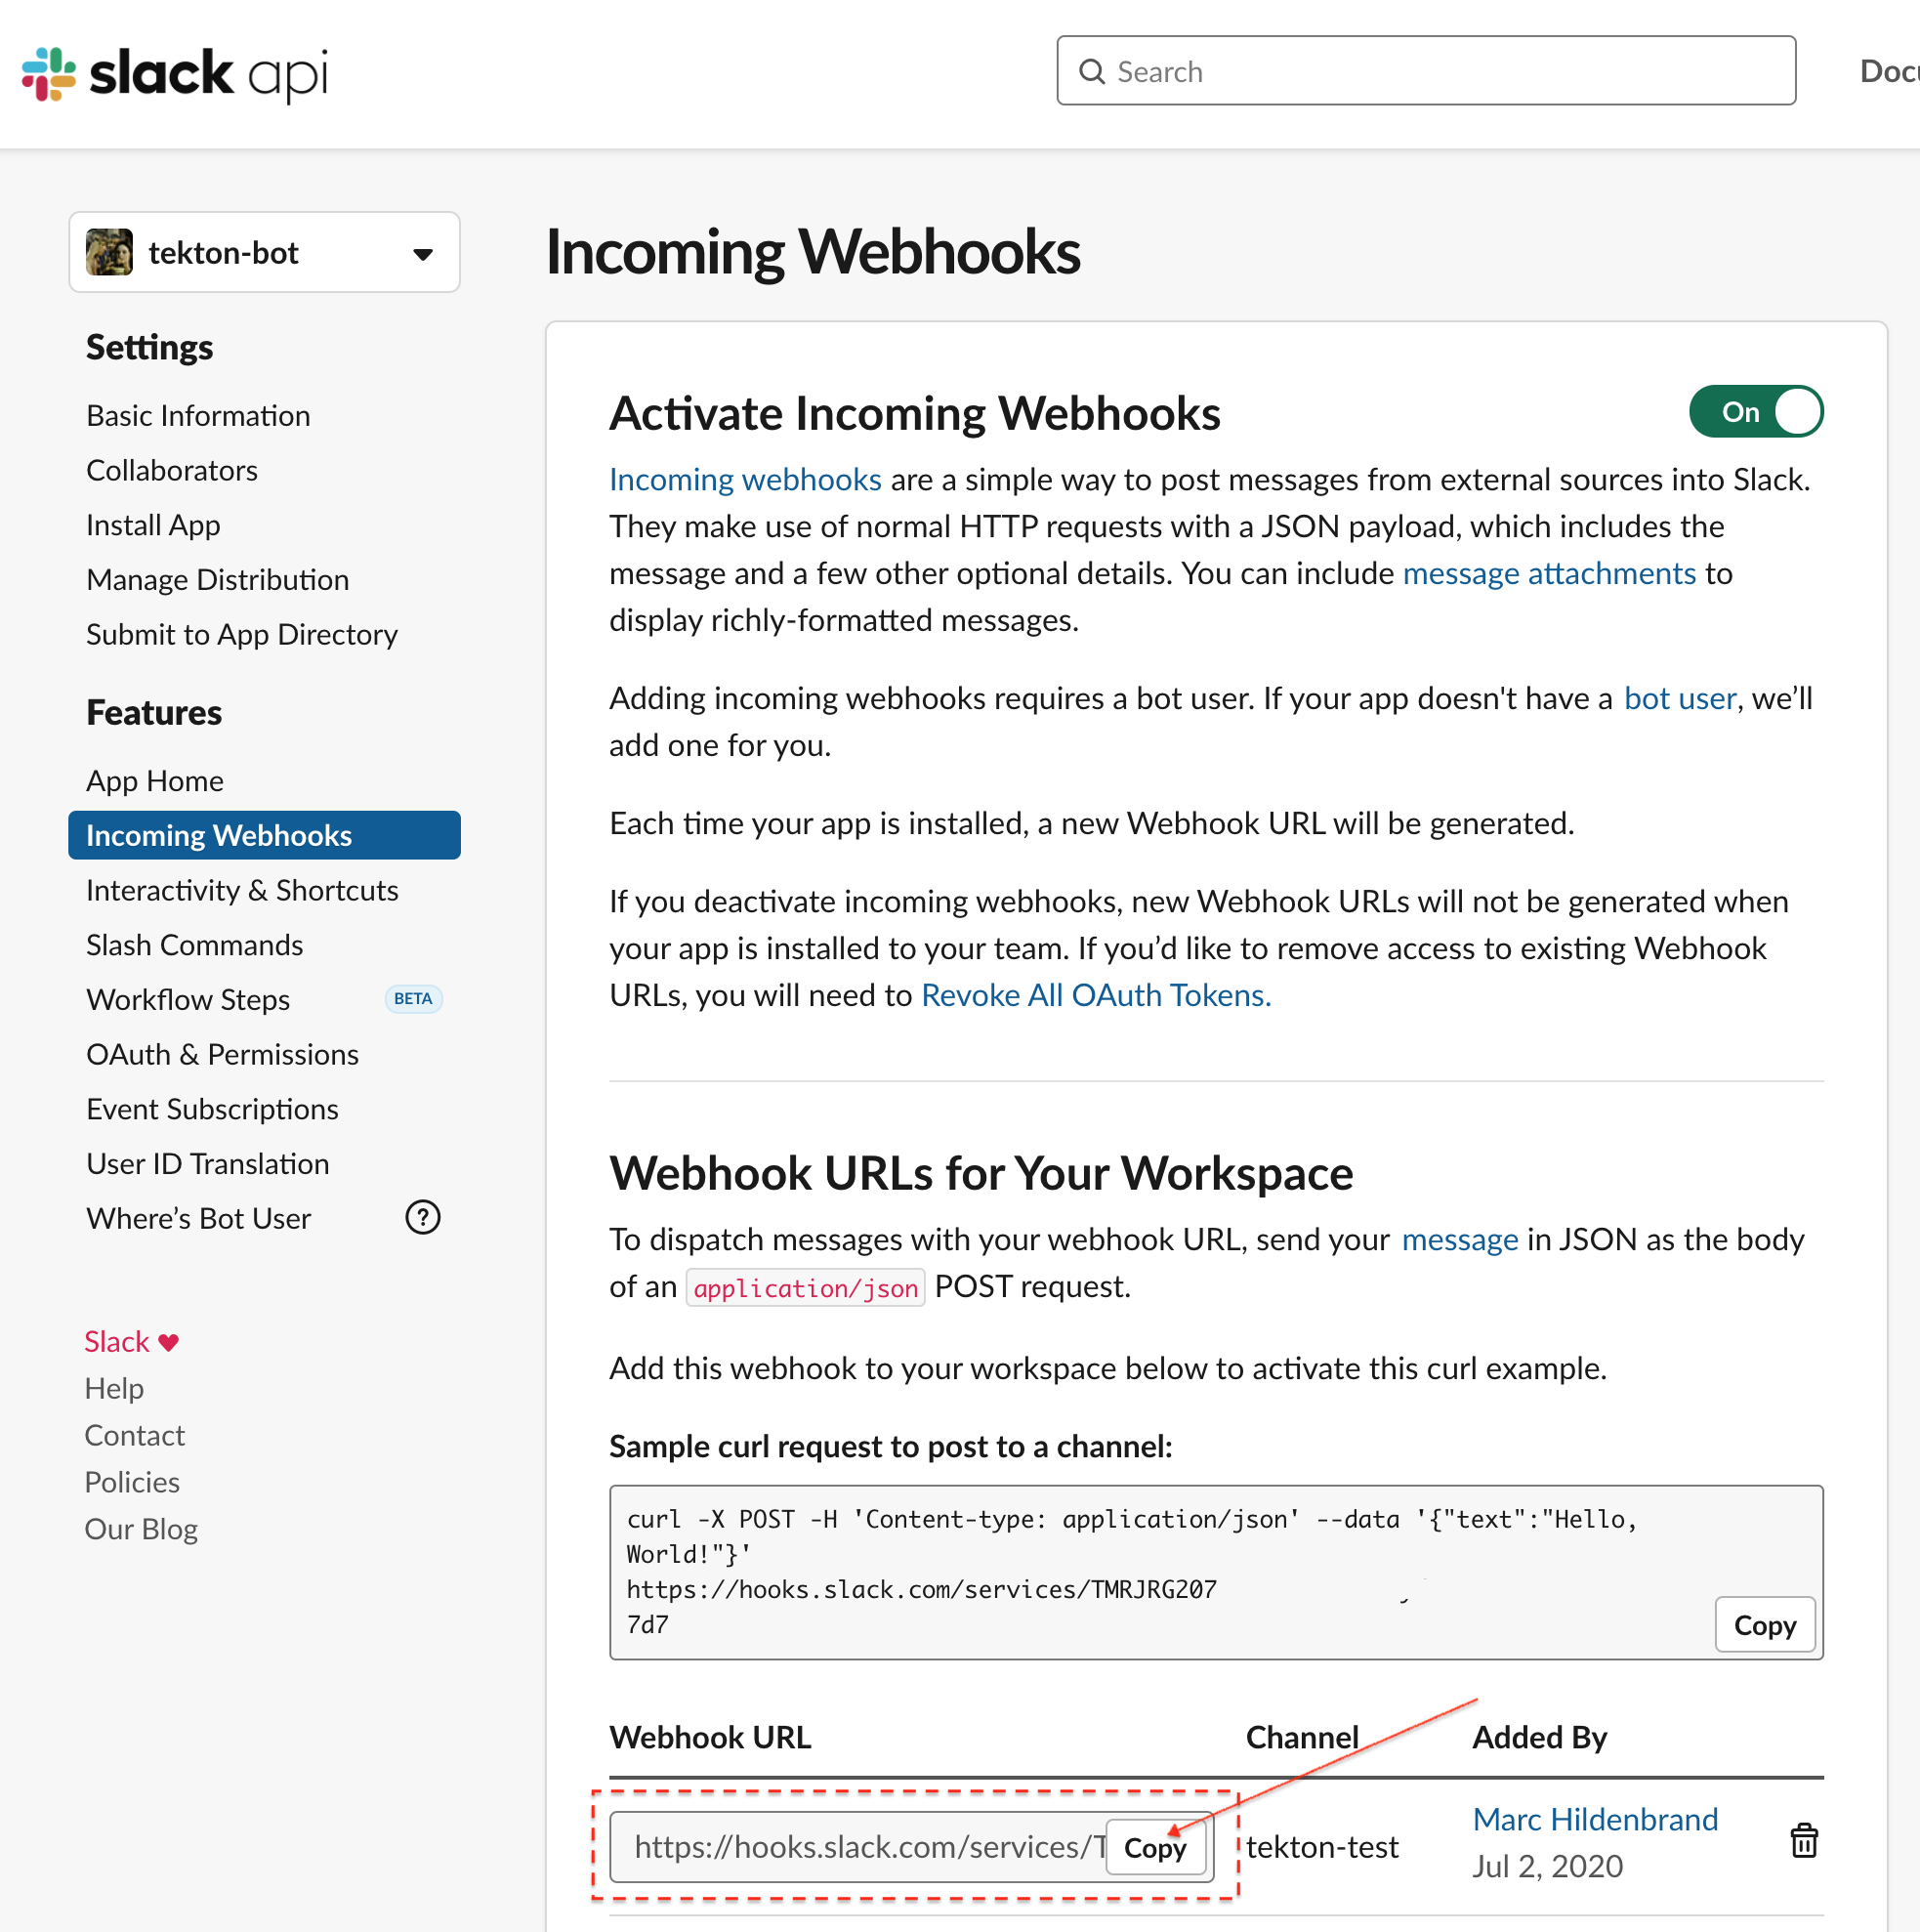 slack api
Search
Docu
tekton-bot
Settings
Basic Information
Collaborators
Install App
Manage Distribution
Submit to App Directory
Features
App Home
Incoming Webhooks
Interactivity & Shortcuts
Slash Commands
Workflow Steps BETA
OAuth & Permissions
Event Subscriptions
User ID Translation
Where’s Bot User ?
Slack ♥
Help
Contact
Policies
Our Blog
Incoming Webhooks
Activate Incoming Webhooks On
Incoming webhooks are a simple way to post messages from external sources into Slack.
They make use of normal HTTP requests with a JSON payload, which includes the
message and a few other optional details. You can include message attachments to
display richly-formatted messages.
Adding incoming webhooks requires a bot user. If your app doesn't have a bot user, we’ll
add one for you.
Each time your app is installed, a new Webhook URL will be generated.
If you deactivate incoming webhooks, new Webhook URLs will not be generated when
your app is installed to your team. If you’d like to remove access to existing Webhook
URLs, you will need to Revoke All OAuth Tokens.
Webhook URLs for Your Workspace
To dispatch messages with your webhook URL, send your message in JSON as the body
of an application/json POST request.
Add this webhook to your workspace below to activate this curl example.
Sample curl request to post to a channel:
curl -X POST -H 'Content-type: application/json' --data '{"text":"Hello,
World!"}'
https://hooks.slack.com/services/TMRJRG207
7d7
Copy
Webhook URL Channel Added By
https://hooks.slack.com/services/T Copy tekton-test Marc Hildenbrand
Jul 2, 2020